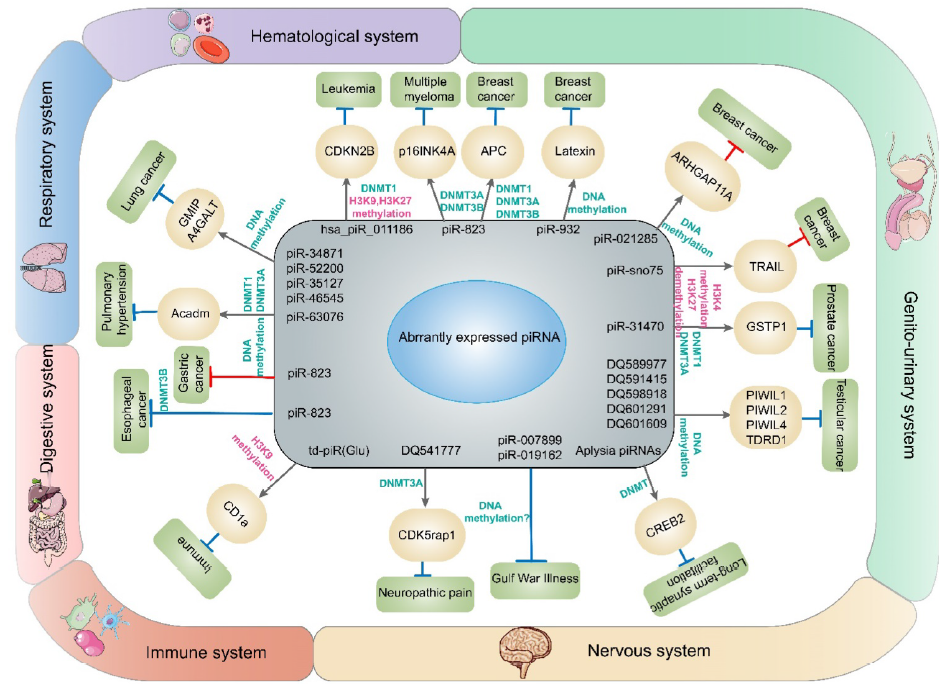 Hematological system
Respiratory system
Digestive system
Immune system
Nervous system
Genito-urinary system
Leukemia
Multiple
myeloma
Breast
cancer
Breast
cancer
Breast cancer
CDKN2B
p16INK4A
APC
Latexin
ARHGAP11A
DNMT1
H3K9,H3K27
methylation
DNMT3A
DNMT3B
DNMT1
DNMT3A
DNMT3B
DNA
methylation
DNA
methylation
hsa_piR_011186
piR-823
piR-932
piR-021285
Lung cancer
GMIP
A4GALT
DNA
methylation
piR-34871
piR-52200
piR-35127
piR-46545
piR-63076
Pulmonary
hypertension
Acadm
DNMT1
DNMT3A
DNA
methylation
Gastric
cancer
piR-823
Esophageal
cancer
DNMT3B
piR-823
Abrrantly expressed piRNA
piR-sno75
TRAIL
Breast
cancer
H3K4
methylation
H3K27
demethylation
piR-31470
DNMT1
DNMT3A
GSTP1
Prostate cancer
DQ589977
DQ591415
DQ598918
DQ601291
DQ601609
DNA
methylation
PIWIL1
PIWIL2
PIWIL4
TDRD1
Testicular cancer
td-piR(Glu)
H3K9
methylation
CD1a
Immune
DQ541777
DNMT3A
CDK5rap1
Neuropathic pain
piR-007899
piR-019162
DNA
methylation?
Gulf War Illness
Aplysia piRNAs
DNMT
CREB2
Long-term synaptic
facilitation